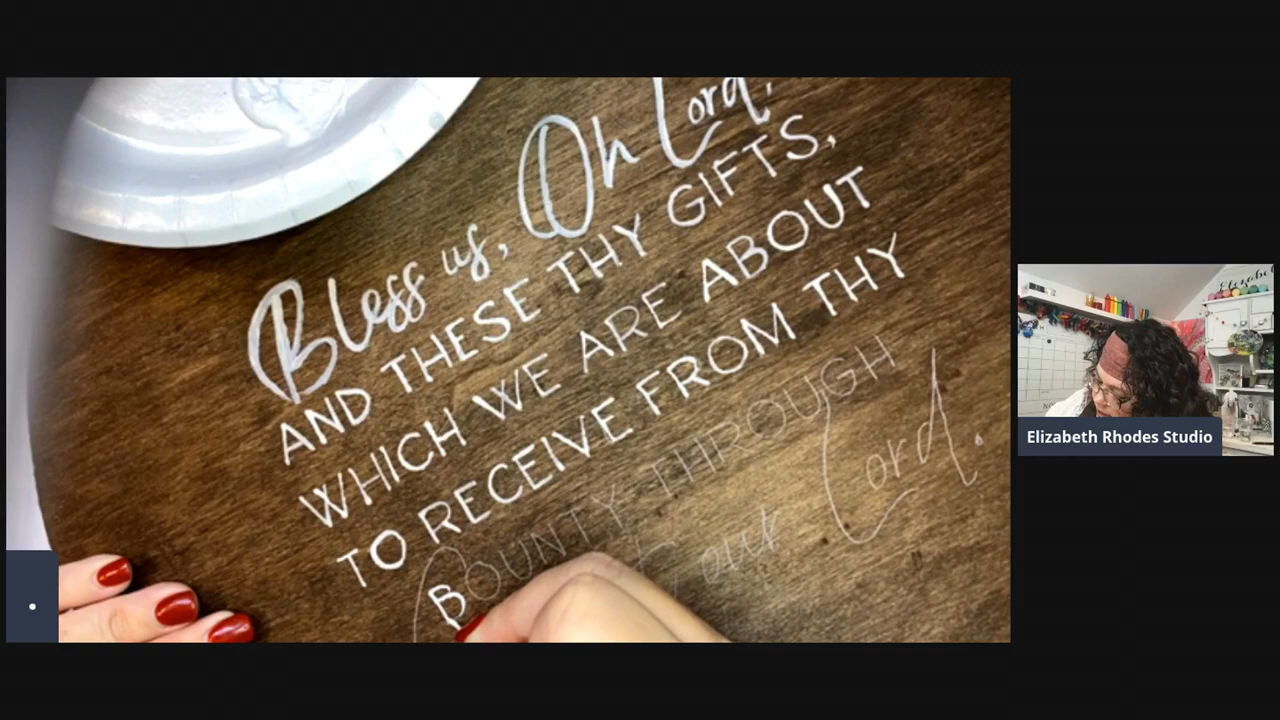 Bless us, Oh Lord,
AND THESE THY GIFTS,
WHICH WE ARE ABOUT
TO RECEIVE FROM THY
BOUNTY THROUGH
our Lord.
Elizabeth Rhodes Studio